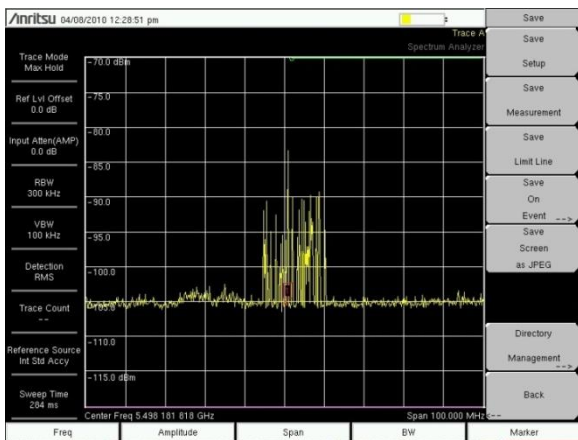 Anritsu 04/08/2010 12:28:51 pm
Save
Trace A
Spectrum Analyzer
Trace Mode
Max Hold
Ref Lvl Offset
0.0 dB
Input Atten(AMP)
0.0 dB
RBW
300 kHz
VBW
100 kHz
Detection
RMS
Trace Count
--
Reference Source
Int Std Accy
Sweep Time
284 ms
-70.0 dBm
-75.0
-80.0
-85.0
-90.0
-95.0
-100.0
-105.0
-110.0
-115.0 dBm
Center Freq 5.498 181 818 GHz
Span 100.000 MHz
Save
Setup
Save
Measurement
Save
Limit Line
Save
On
Event -->
Save
Screen
as JPEG
Directory
Management -->
Back
<--
Freq
Amplitude
Span
BW
Marker